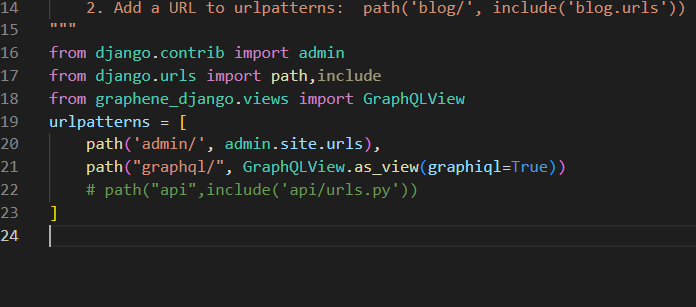 14 2. Add a URL to urlpatterns:  path('blog/', include('blog.urls'))
15 """
16 from django.contrib import admin
17 from django.urls import path,include
18 from graphene_django.views import GraphQLView
19 urlpatterns = [
20     path('admin/', admin.site.urls),
21     path("graphql/", GraphQLView.as_view(graphiql=True))
22     # path("api",include('api/urls.py'))
23 ]
24